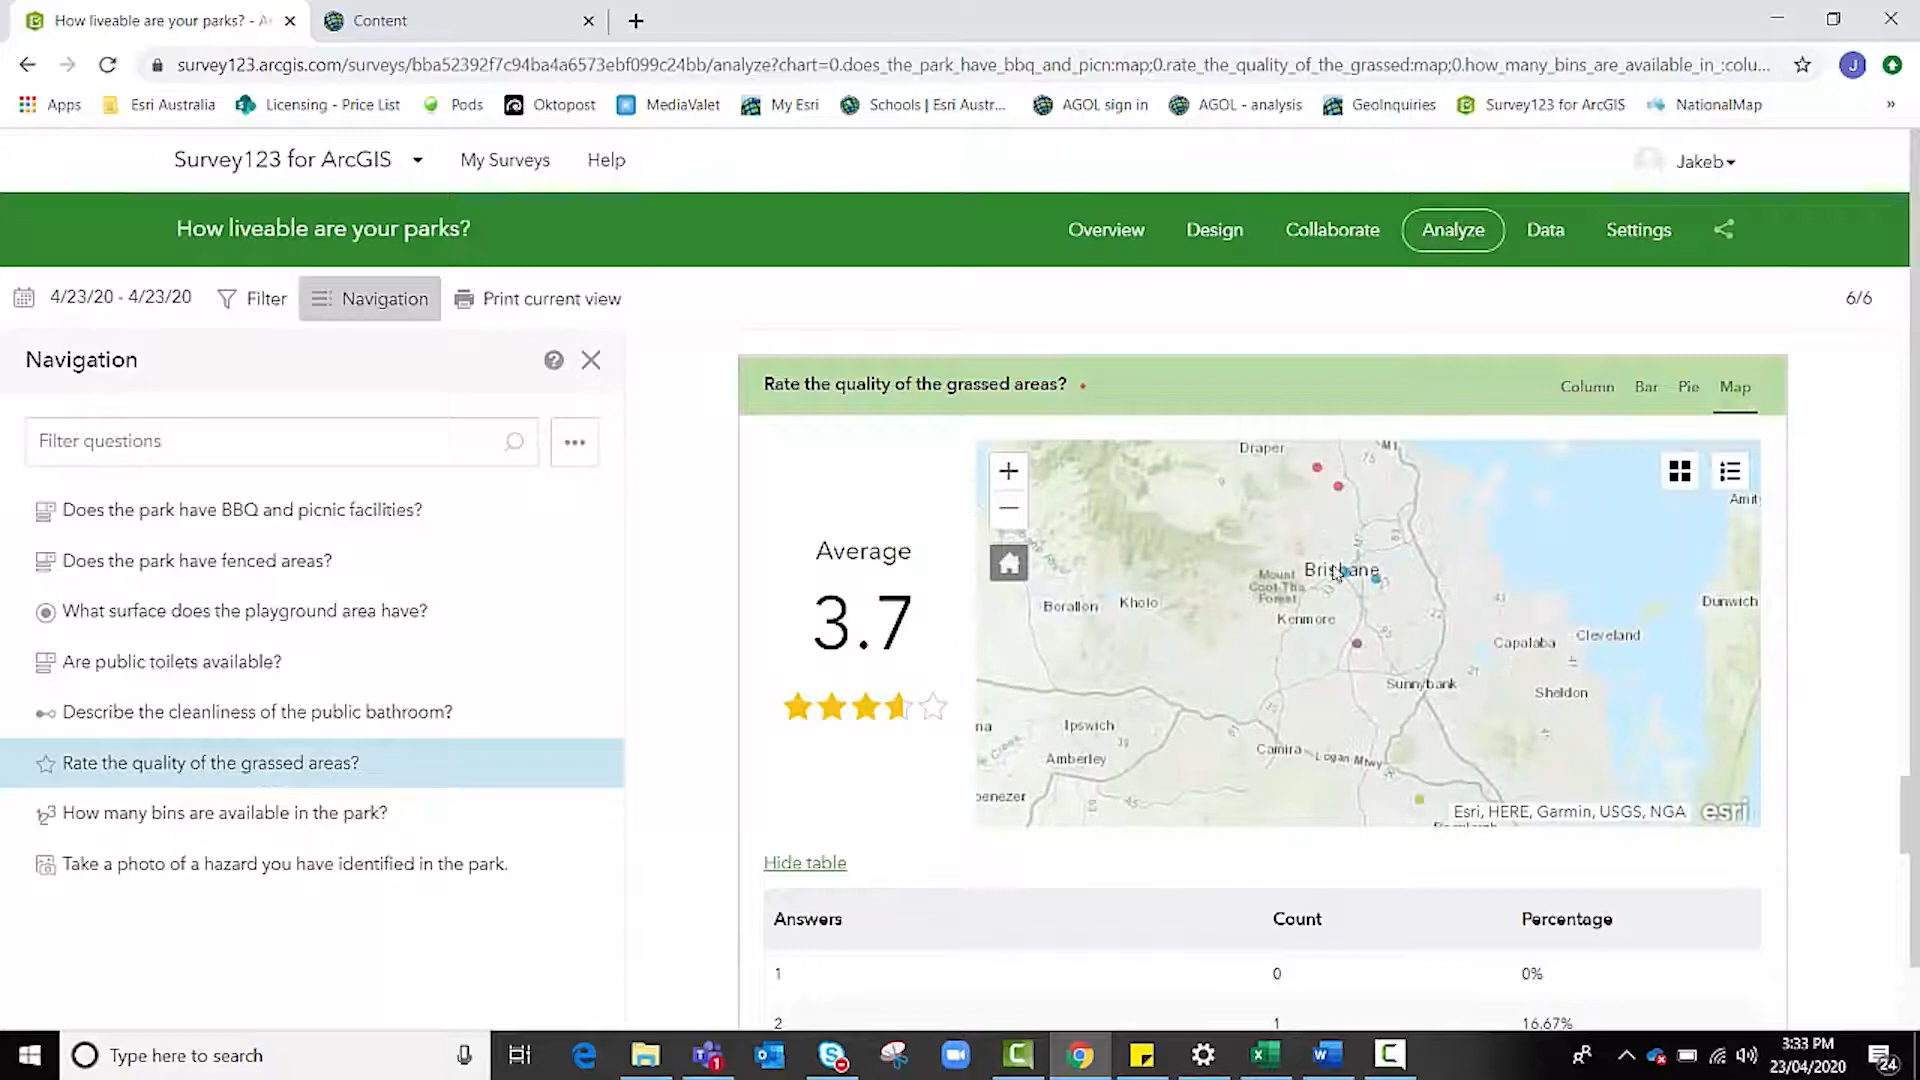 How liveable are your parks? - Ar
Content
survey123.arcgis.com/surveys/bba52392f7c94ba4a6573ebf099c24bb/analyze?chart=0.does_the_park_have_bbq_and_picn:map;0.rate_the_quality_of_the_grassed:map;0.how_many_bins_are_available_in_:colu...
J
Apps
Esri Australia
Licensing - Price List
Pods
Oktopost
MediaValet
My Esri
Schools | Esri Austr...
AGOL sign in
AGOL - analysis
GeoInquiries
Survey123 for ArcGIS
NationalMap
»
Survey123 for ArcGIS
My Surveys
Help
Jakeb
How liveable are your parks?
Overview
Design
Collaborate
Analyze
Data
Settings
4/23/20 - 4/23/20
Filter
Navigation
Print current view
6/6
Navigation
Filter questions
Does the park have BBQ and picnic facilities?
Does the park have fenced areas?
What surface does the playground area have?
Are public toilets available?
Describe the cleanliness of the public bathroom?
Rate the quality of the grassed areas?
How many bins are available in the park?
Take a photo of a hazard you have identified in the park.
Rate the quality of the grassed areas?
Column
Bar
Pie
Map
Average
3.7
Draper
M1
75
Amit
Brisbane
Mount
Coot-Tha
Forest
Borallon
Kholo
Kenmore
Dunwich
Capalaba
Cleveland
Sunnybank
Sheldon
na
Ipswich
Amberley
Camira
Logan Mtwy
benezer
Esri, HERE, Garmin, USGS, NGA
esri
Hide table
Answers
Count
Percentage
1
0
0%
2
1
16.67%
Type here to search
1
3:33 PM
23/04/2020
24